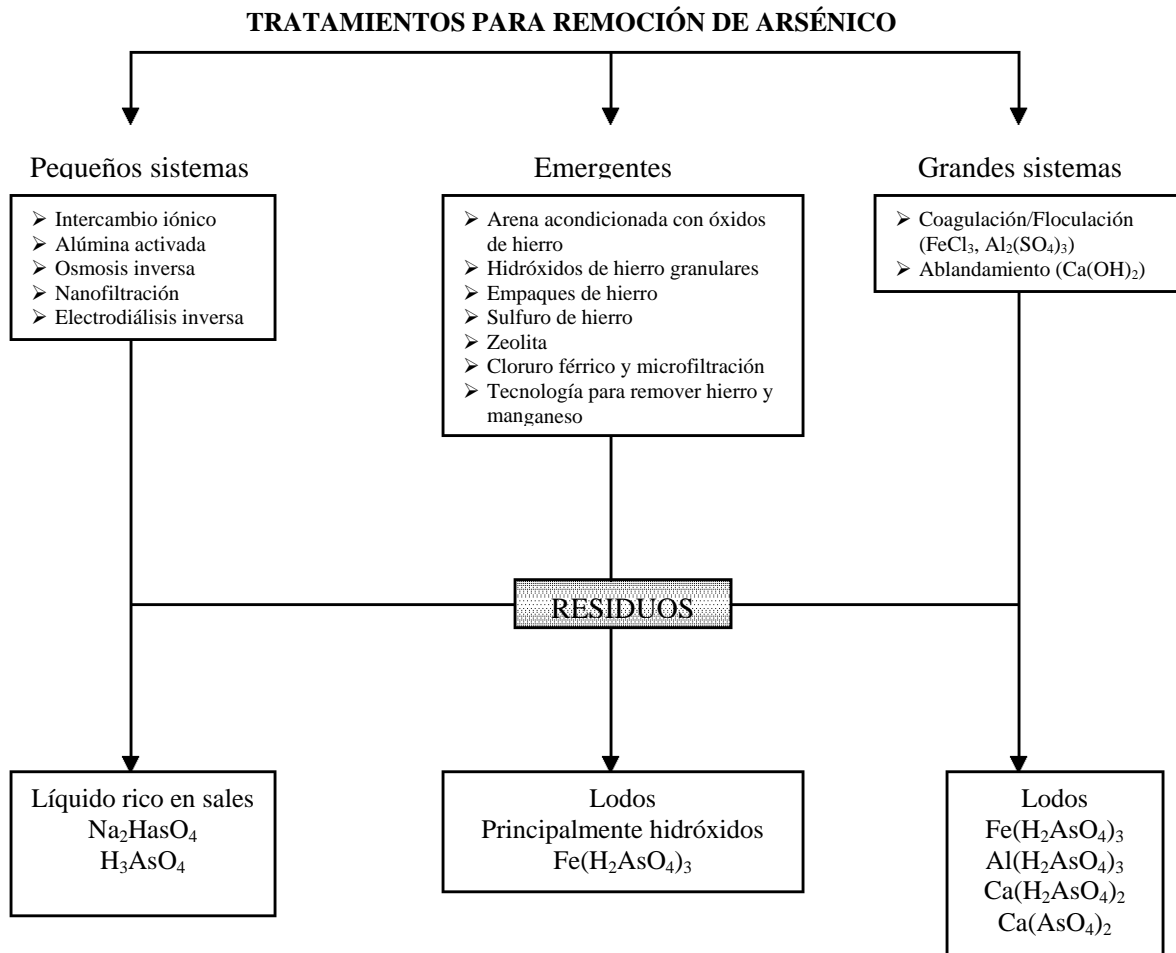 TRATAMIENTOS PARA REMOCIÓN DE ARSÉNICO
Pequeños sistemas
➢ Intercambio iónico
➢ Alúmina activada
➢ Osmosis inversa
➢ Nanofiltración
➢ Electrodiálisis inversa
Emergentes
➢ Arena acondicionada con óxidos
de hierro
➢ Hidróxidos de hierro granulares
➢ Empaques de hierro
➢ Sulfuro de hierro
➢ Zeolita
➢ Cloruro férrico y microfiltración
➢ Tecnología para remover hierro y
manganeso
Grandes sistemas
➢ Coagulación/Floculación
(FeCl₃, Al₂(SO₄)₃)
➢ Ablandamiento (Ca(OH)₂)
RESIDUOS
Líquido rico en sales
Na₂HasO₄
H₃AsO₄
Lodos
Principalmente hidróxidos
Fe(H₂AsO₄)₃
Lodos
Fe(H₂AsO₄)₃
Al(H₂AsO₄)₃
Ca(H₂AsO₄)₂
Ca(AsO₄)₂